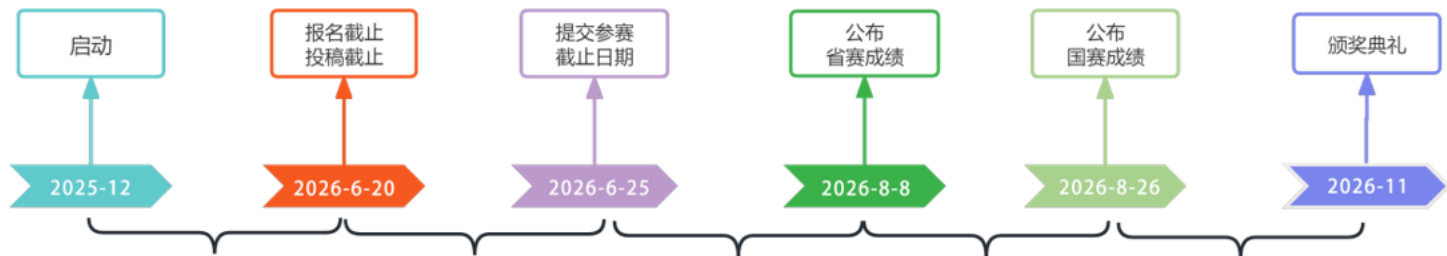 启动
报名截止
投稿截止
提交参赛
截止日期
公布
省赛成绩
公布
国赛成绩
颁奖典礼
2025-12
2026-6-20
2026-6-25
2026-8-8
2026-8-26
2026-11